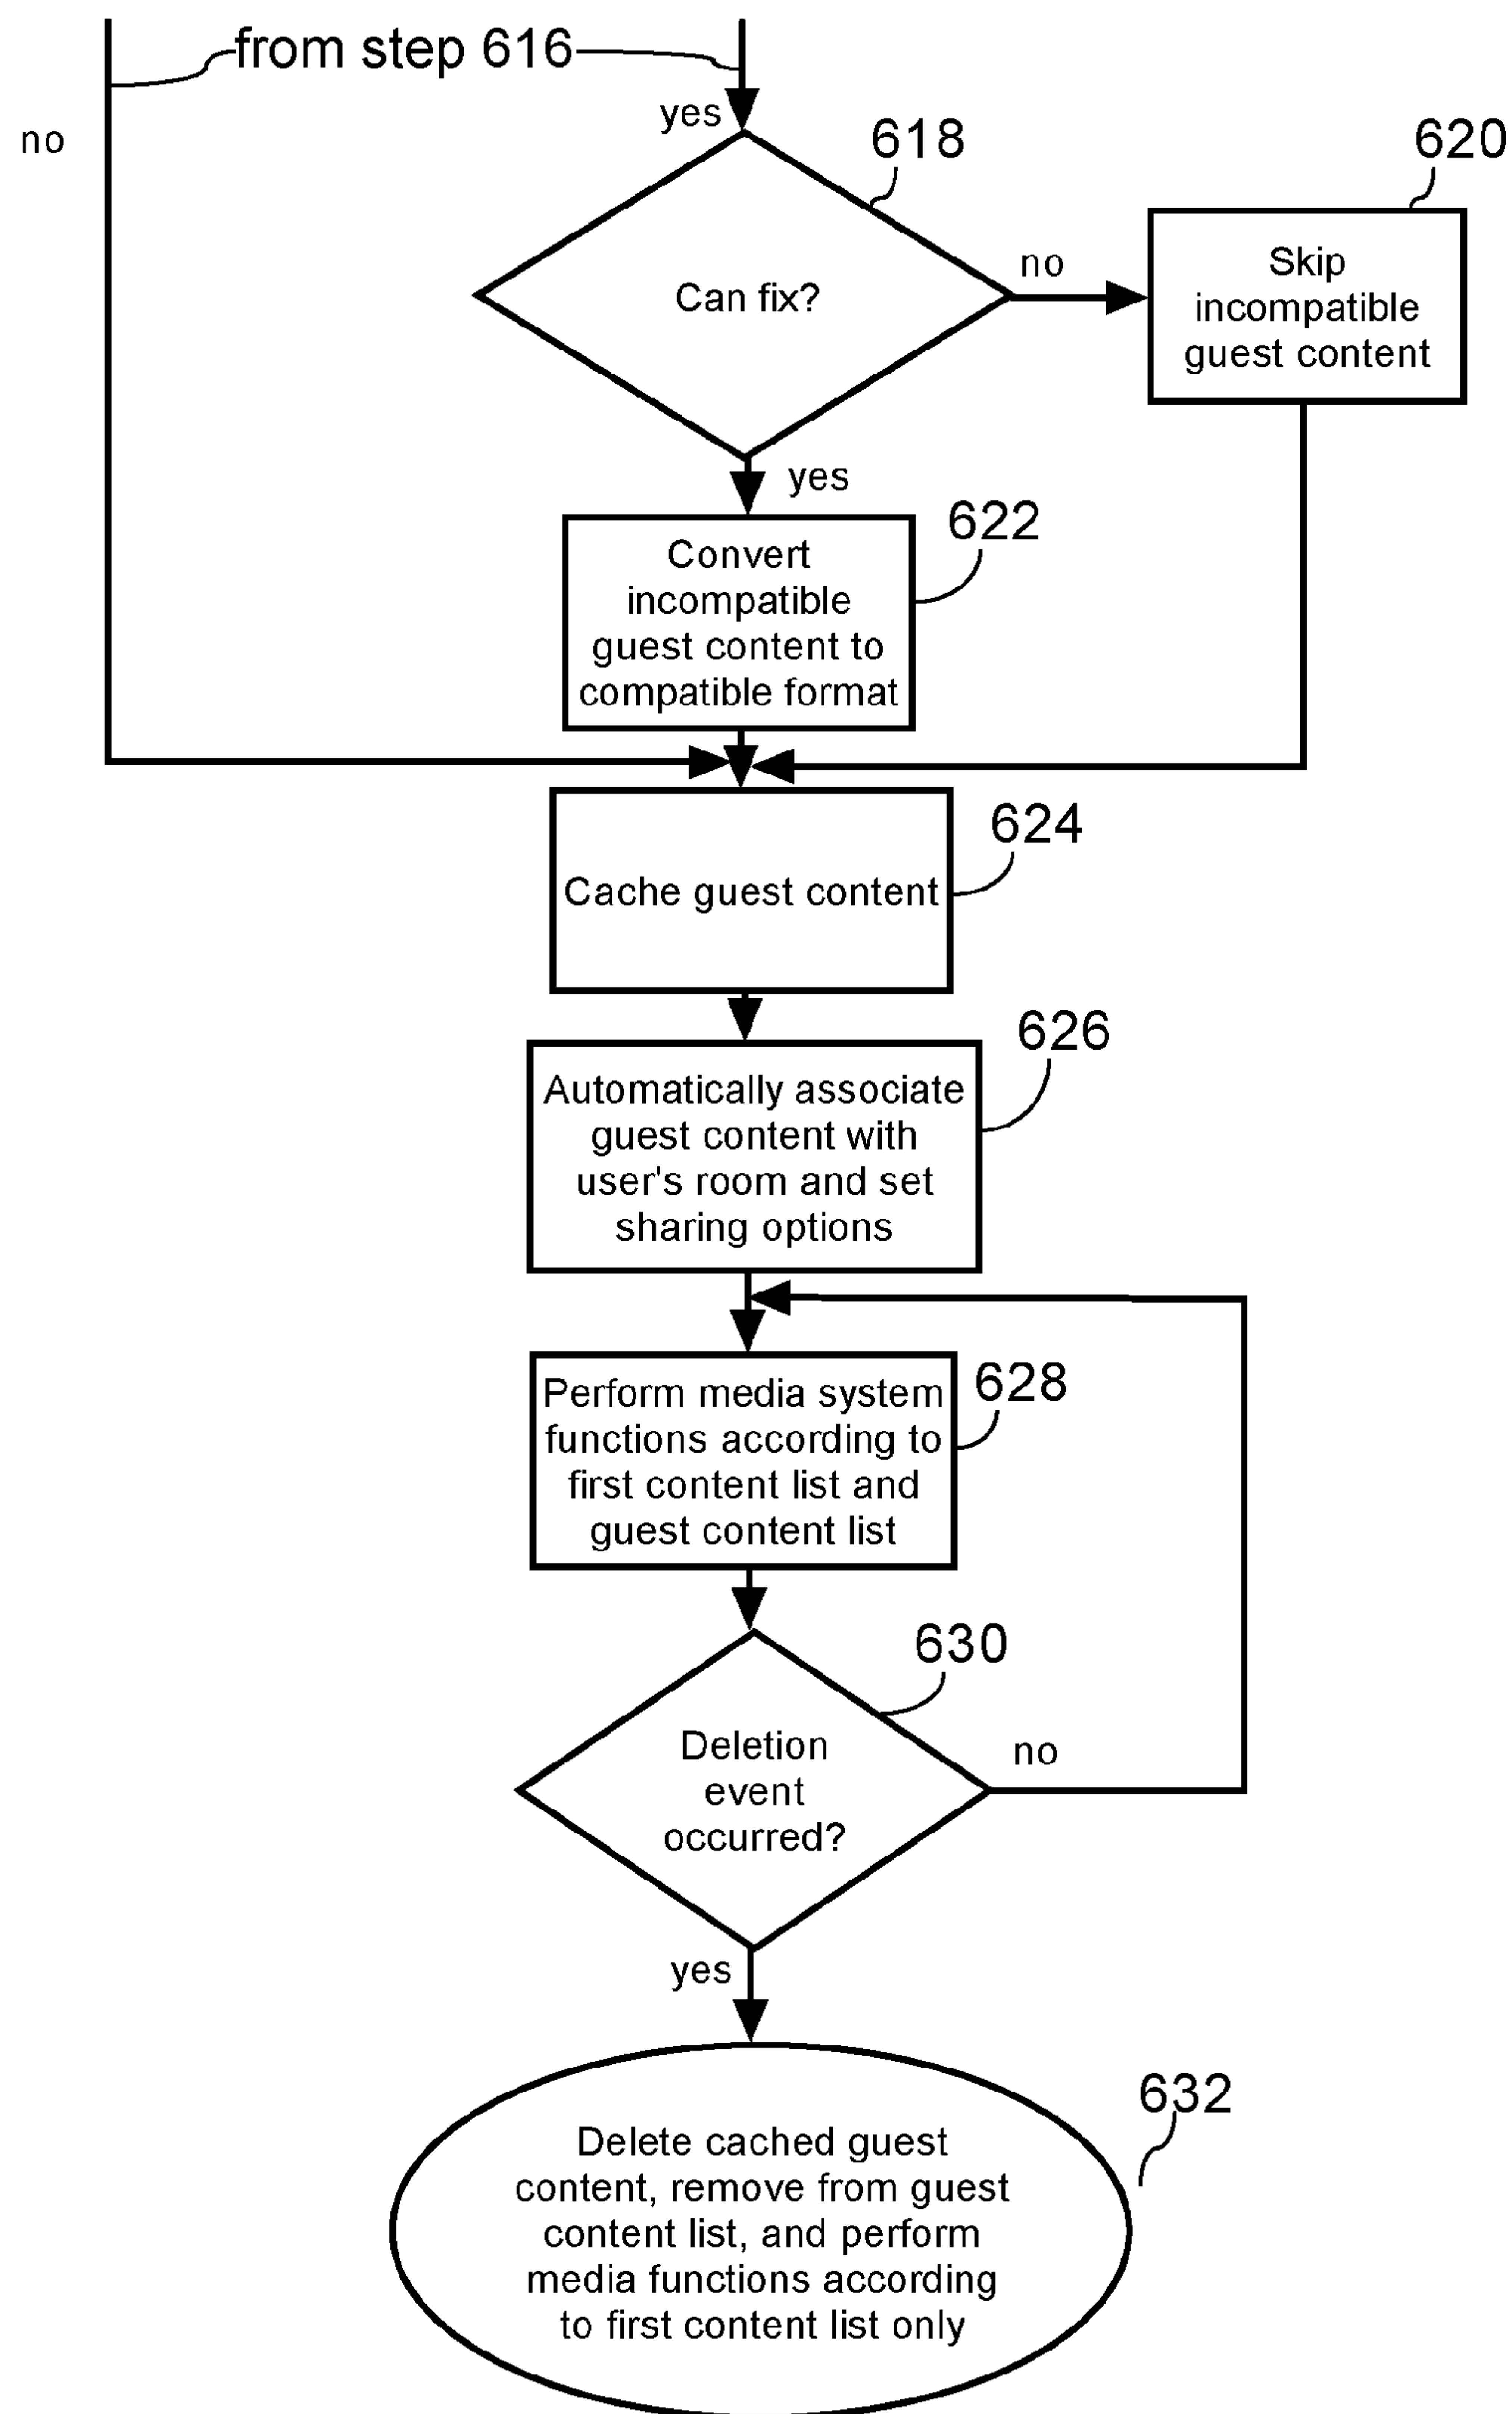 from step 616
no
yes
618
620
Can fix?
no
Skip
incompatible
guest content
yes
622
Convert
incompatible
guest content to
compatible format
624
Cache guest content
626
Automatically associate
guest content with
user's room and set
sharing options
628
Perform media system
functions according to
first content list and
guest content list
630
Deletion
event
occurred?
no
yes
632
Delete cached guest
content, remove from guest
content list, and perform
media functions according
to first content list only